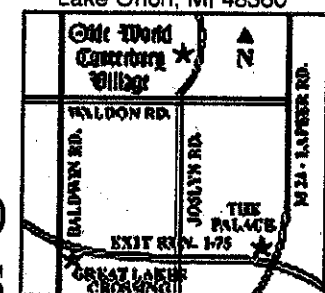 Lake Orion, MI 48360
Olde World
Canterbury
Village
N
WALDON RD.
BALDWIN RD.
JOSLYN RD.
M 24 - LAPEER RD.
THE
PALACE
EXIT I-75
GREAT LAKES
CROSSING